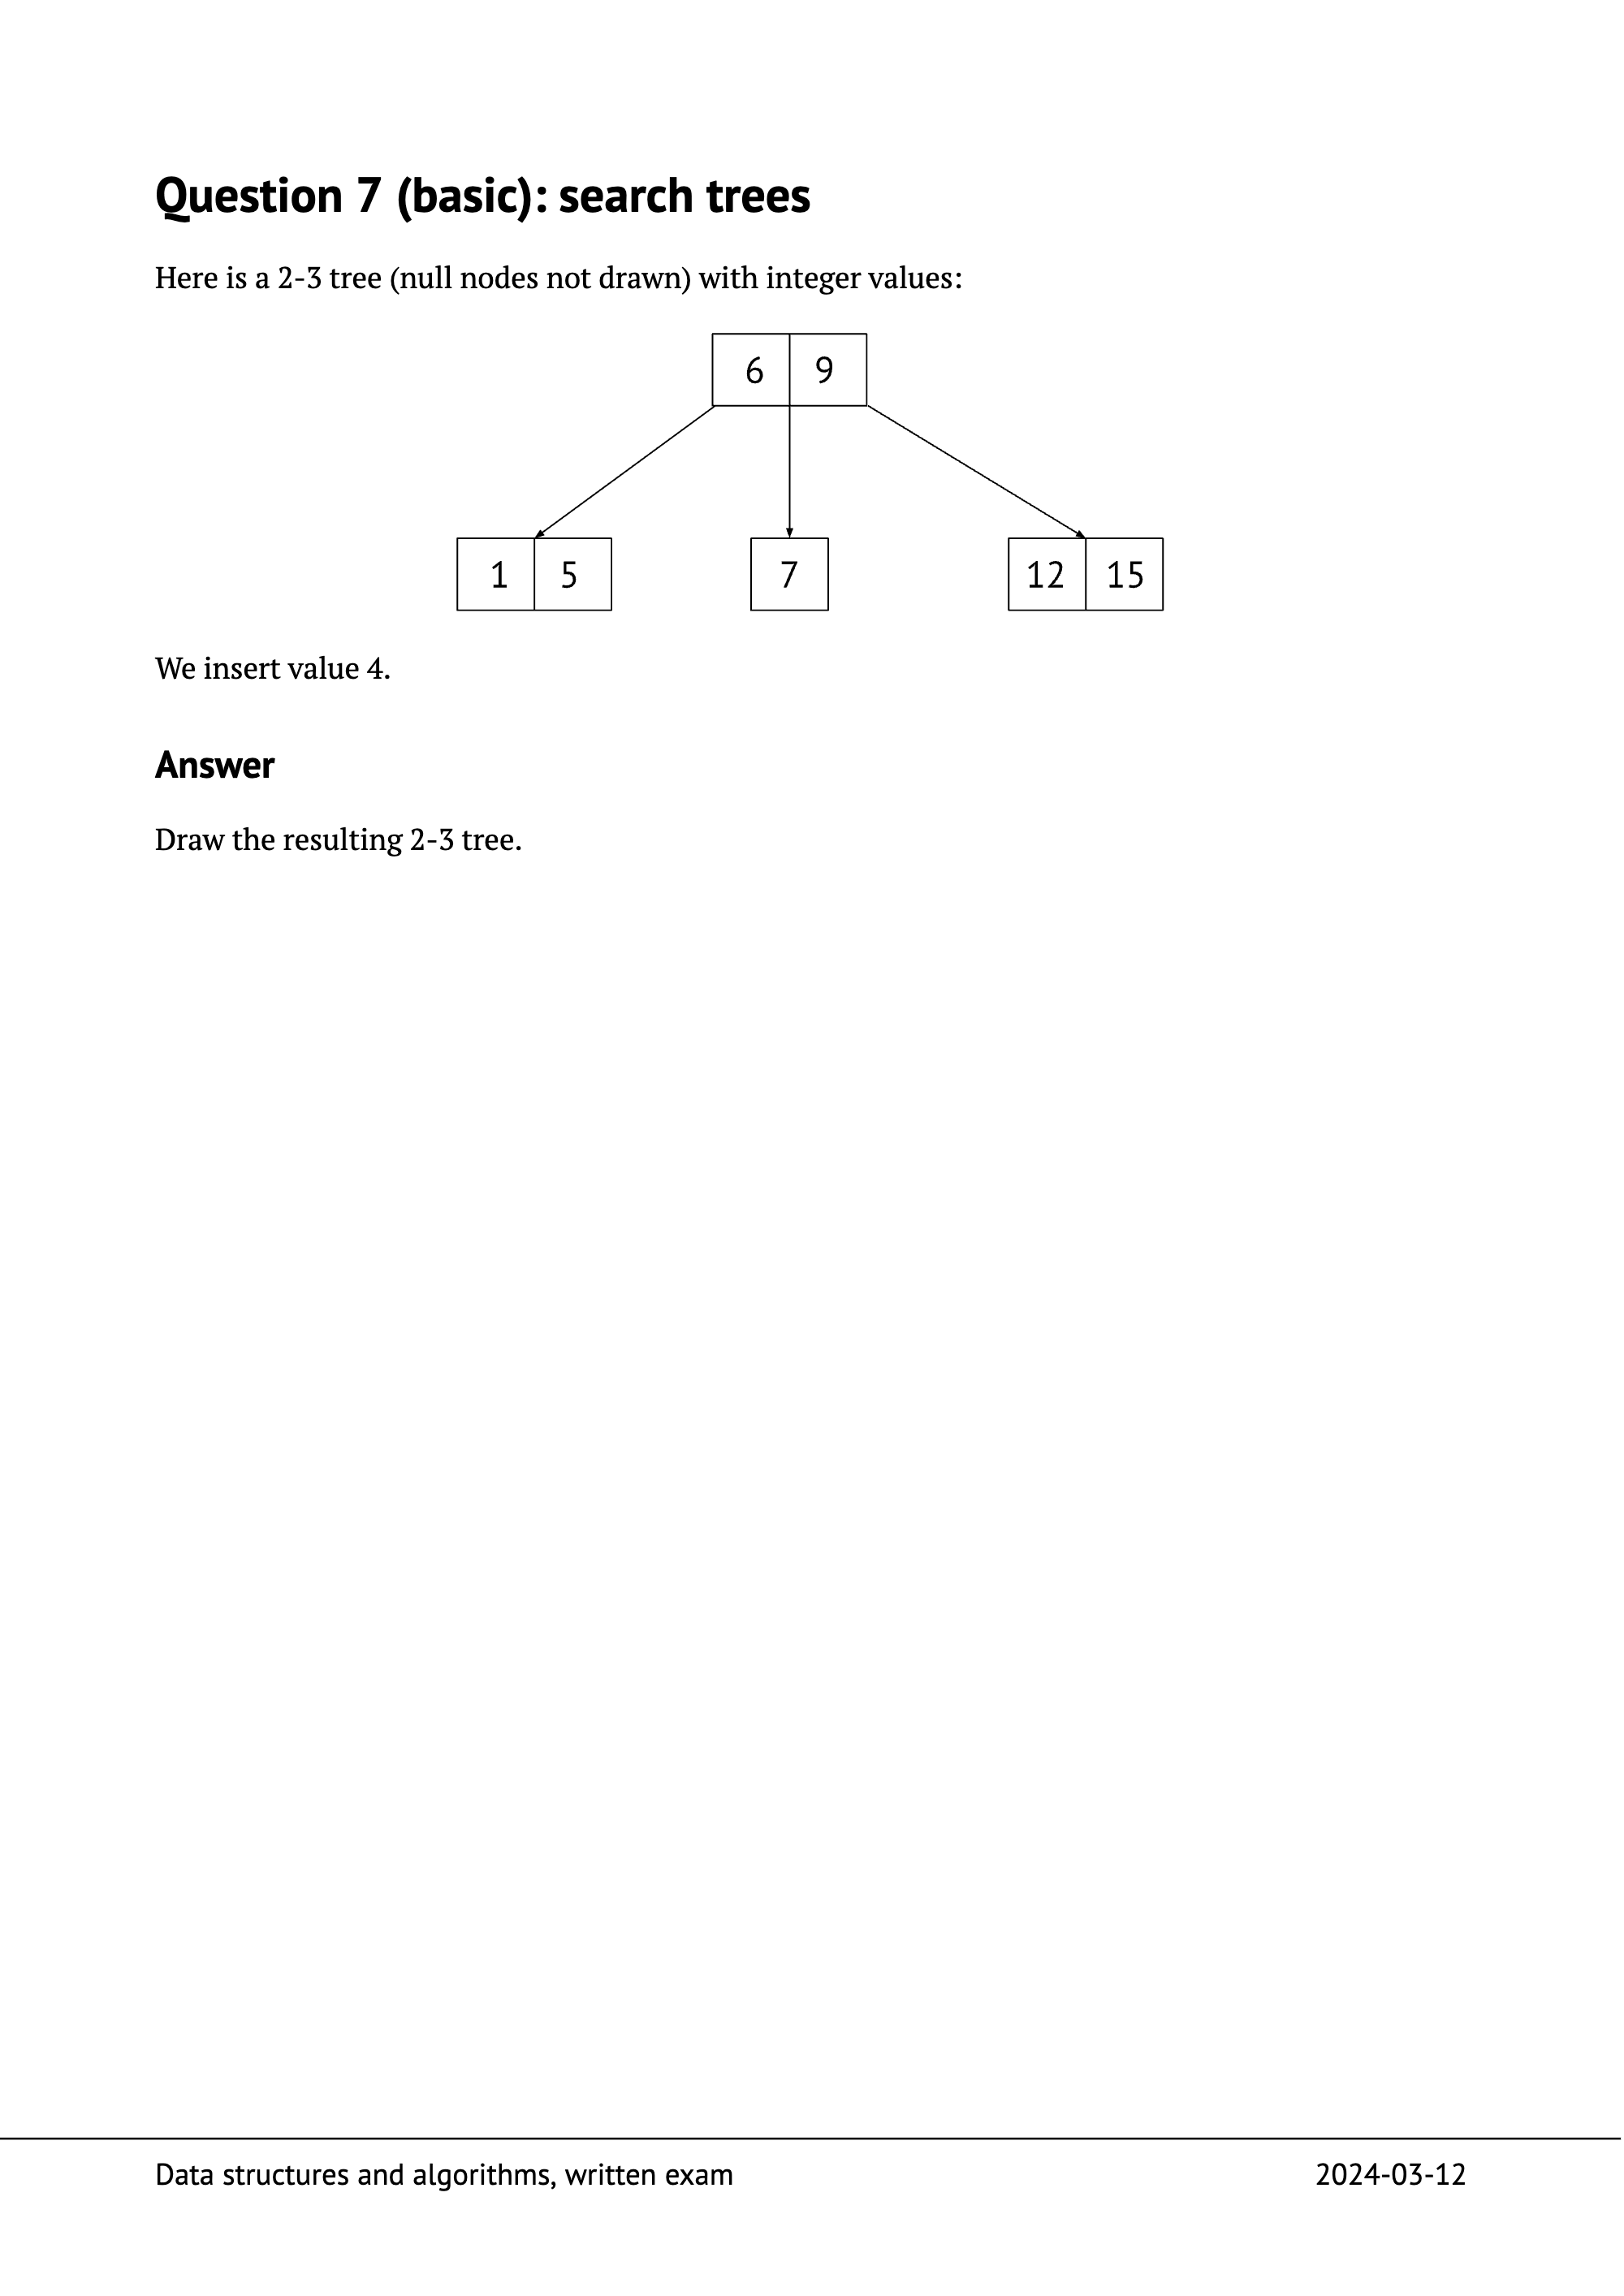 Question 7 (basic): search trees
Here is a 2-3 tree (null nodes not drawn) with integer values:
6 9
1 5 7 12 15
We insert value 4.
Answer
Draw the resulting 2-3 tree.
Data structures and algorithms, written exam 2024-03-12